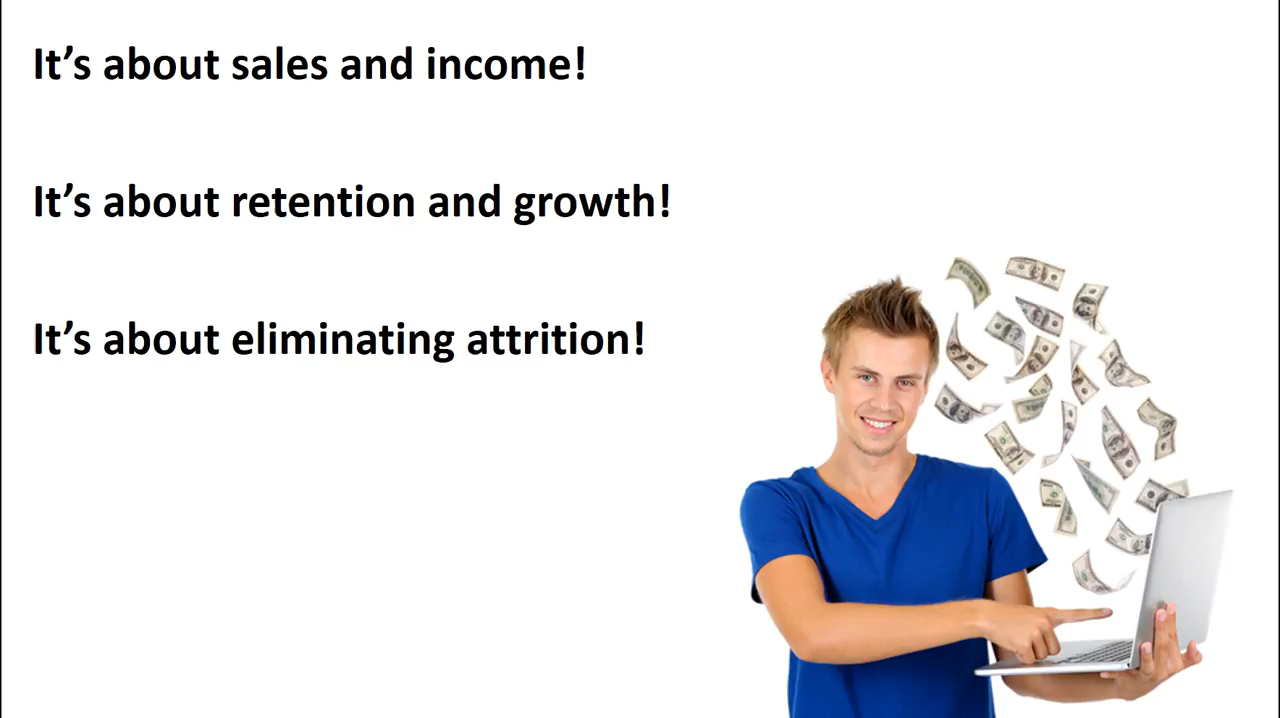 It’s about sales and income!
It’s about retention and growth!
It’s about eliminating attrition!